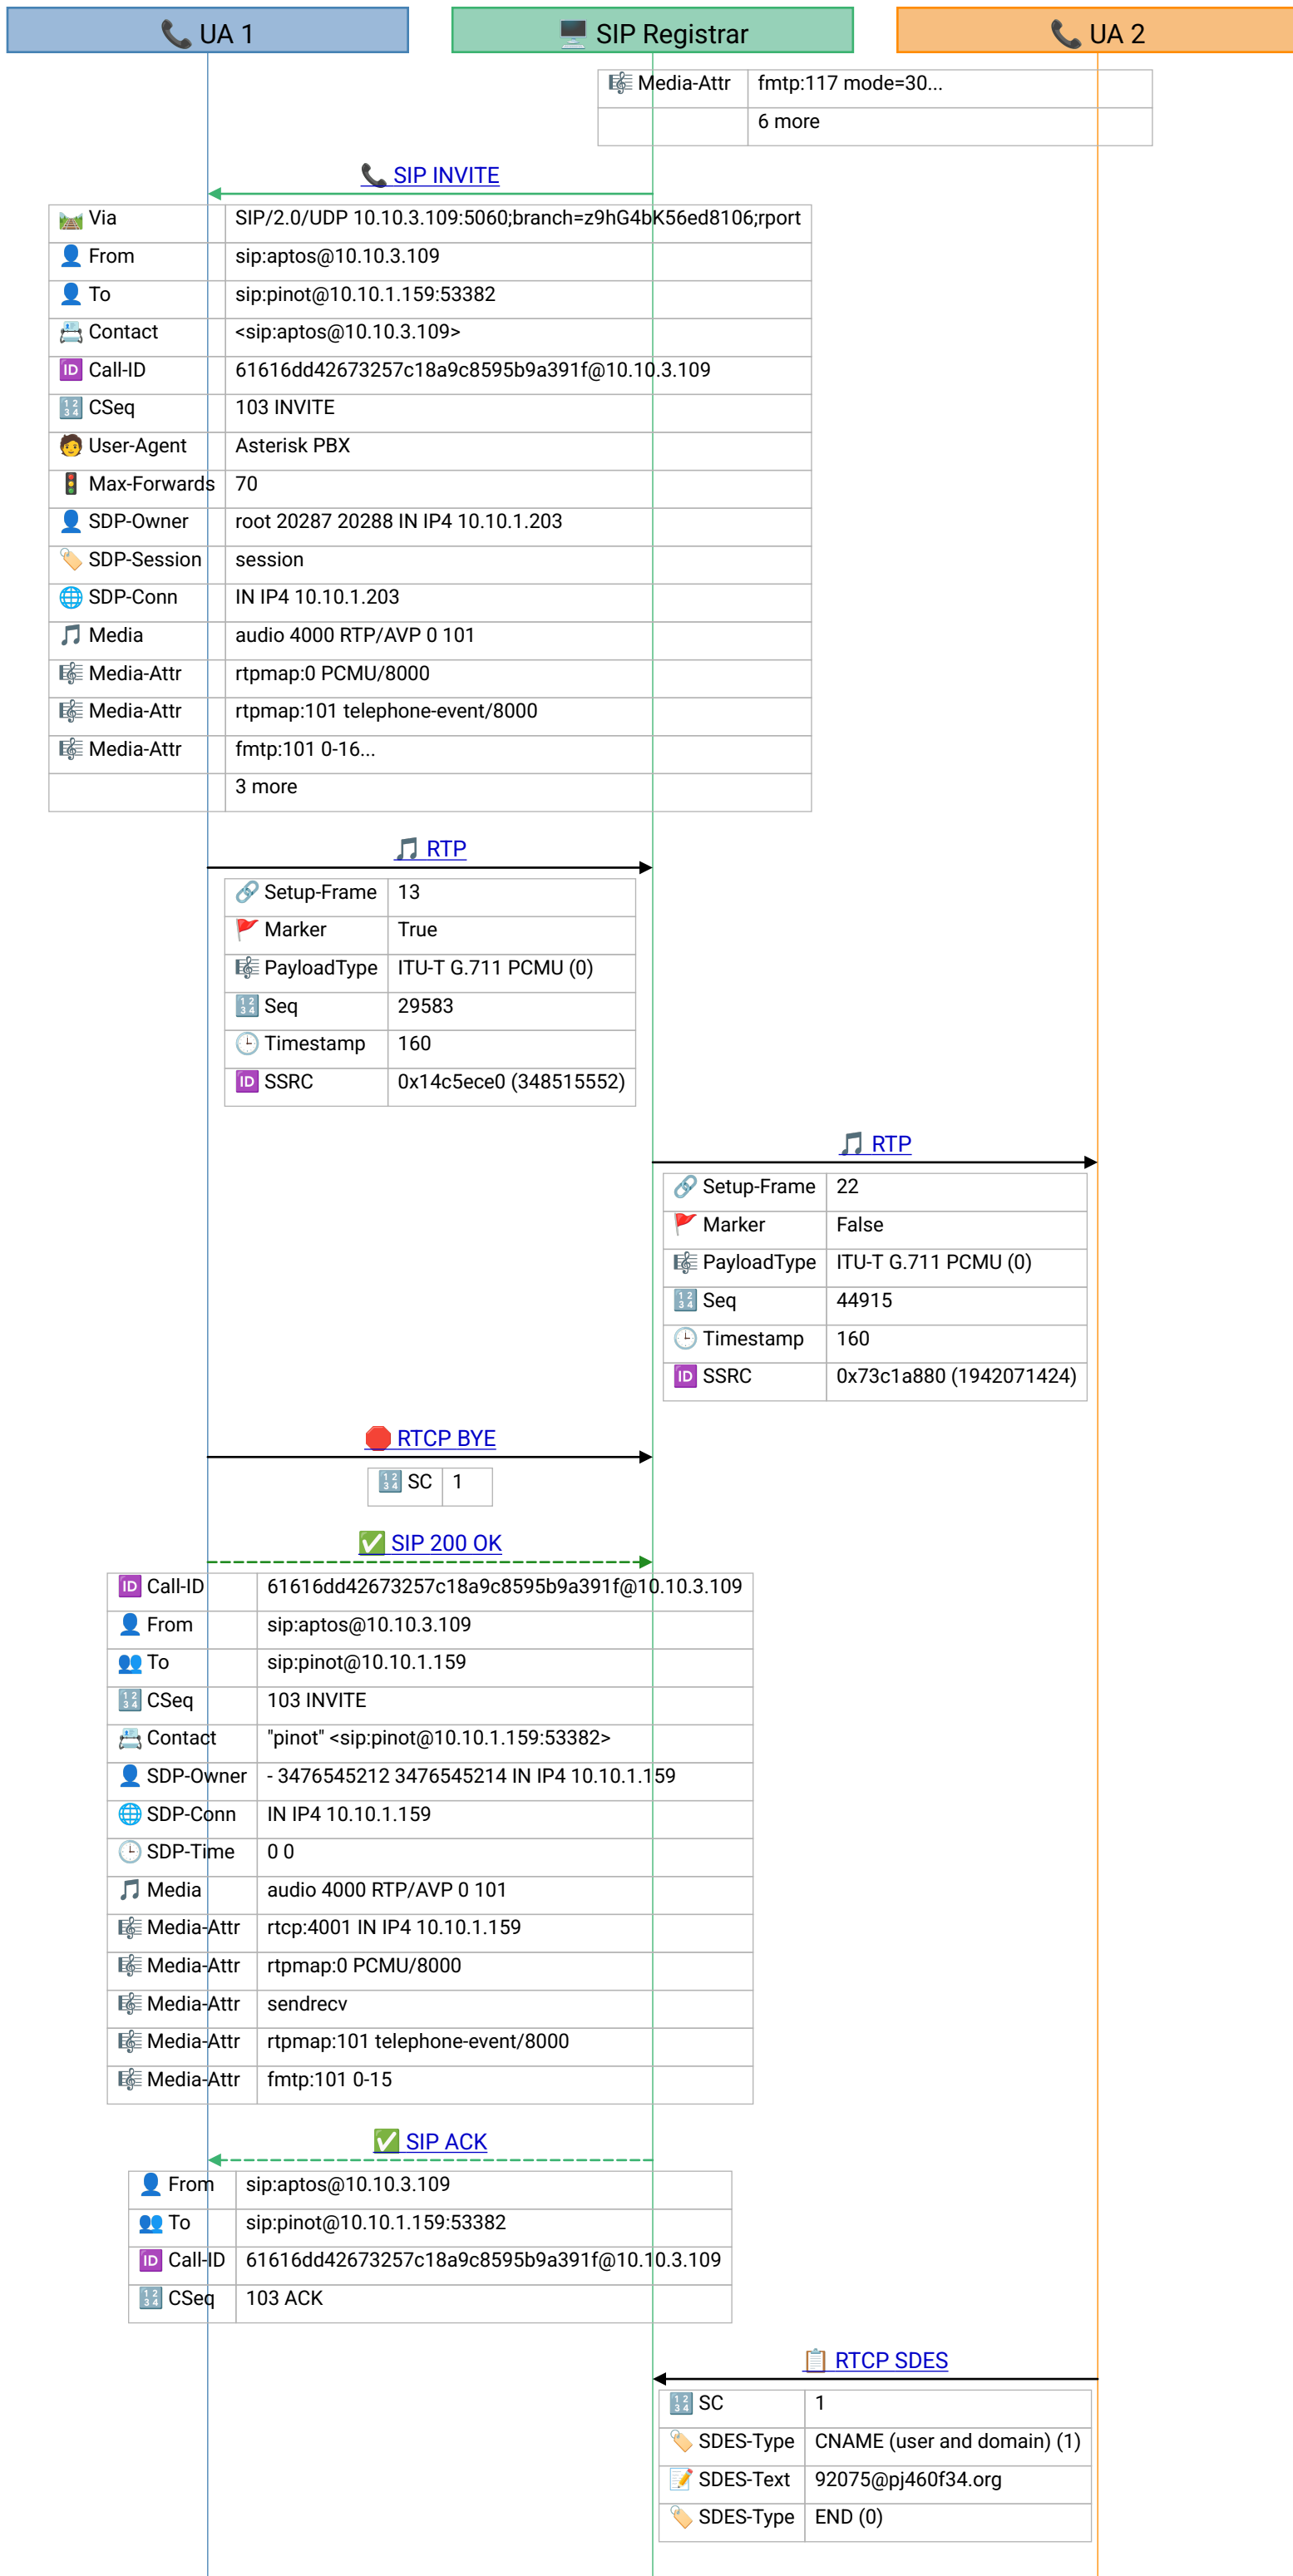 📞 UA 1
🖥️ SIP Registrar
📞 UA 2
🎼 Media-Attr fmtp:117 mode=30...
6 more
📞 SIP INVITE
🛤️ Via SIP/2.0/UDP 10.10.3.109:5060;branch=z9hG4bK56ed8106;rport
👤 From sip:aptos@10.10.3.109
👤 To sip:pinot@10.10.1.159:53382
📇 Contact <sip:aptos@10.10.3.109>
🆔 Call-ID 61616dd42673257c18a9c8595b9a391f@10.10.3.109
🔢 CSeq 103 INVITE
🧑 User-Agent Asterisk PBX
🚦 Max-Forwards 70
👤 SDP-Owner root 20287 20288 IN IP4 10.10.1.203
🏷️ SDP-Session session
🌐 SDP-Conn IN IP4 10.10.1.203
🎵 Media audio 4000 RTP/AVP 0 101
🎼 Media-Attr rtpmap:0 PCMU/8000
🎼 Media-Attr rtpmap:101 telephone-event/8000
🎼 Media-Attr fmtp:101 0-16...
3 more
🎵 RTP
🔗 Setup-Frame 13
🚩 Marker True
🎼 PayloadType ITU-T G.711 PCMU (0)
🔢 Seq 29583
🕒 Timestamp 160
🆔 SSRC 0x14c5ece0 (348515552)
🎵 RTP
🔗 Setup-Frame 22
🚩 Marker False
🎼 PayloadType ITU-T G.711 PCMU (0)
🔢 Seq 44915
🕒 Timestamp 160
🆔 SSRC 0x73c1a880 (1942071424)
🛑 RTCP BYE
🔢 SC 1
✅ SIP 200 OK
🆔 Call-ID 61616dd42673257c18a9c8595b9a391f@10.10.3.109
👤 From sip:aptos@10.10.3.109
👥 To sip:pinot@10.10.1.159
🔢 CSeq 103 INVITE
📇 Contact "pinot" <sip:pinot@10.10.1.159:53382>
👤 SDP-Owner - 3476545212 3476545214 IN IP4 10.10.1.159
🌐 SDP-Conn IN IP4 10.10.1.159
🕒 SDP-Time 0 0
🎵 Media audio 4000 RTP/AVP 0 101
🎼 Media-Attr rtcp:4001 IN IP4 10.10.1.159
🎼 Media-Attr rtpmap:0 PCMU/8000
🎼 Media-Attr sendrecv
🎼 Media-Attr rtpmap:101 telephone-event/8000
🎼 Media-Attr fmtp:101 0-15
✅ SIP ACK
👤 From sip:aptos@10.10.3.109
👥 To sip:pinot@10.10.1.159:53382
🆔 Call-ID 61616dd42673257c18a9c8595b9a391f@10.10.3.109
🔢 CSeq 103 ACK
📋 RTCP SDES
🔢 SC 1
🏷️ SDES-Type CNAME (user and domain) (1)
📝 SDES-Text 92075@pj460f34.org
🏷️ SDES-Type END (0)